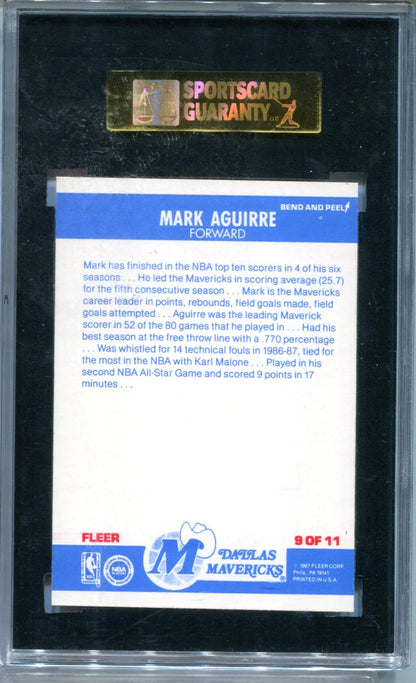 SPORTSCARD
GUARANTY LLC
BEND AND PEEL
MARK AGUIRRE
FORWARD
Mark has finished in the NBA top ten scorers in 4 of his six
seasons . . . He led the Mavericks in scoring average (25.7)
for the fifth consecutive season . . . Mark is the Mavericks
career leader in points, rebounds, field goals made, field
goals attempted . . . Aguirre was the leading Maverick
scorer in 52 of the 80 games that he played in . . . Had his
best season at the free throw line with a .770 percentage
. . . Was whistled for 14 technical fouls in 1986-87, tied for
the most in the NBA with Karl Malone . . . Played in his
second NBA All-Star Game and scored 9 points in 17
minutes . . .
FLEER
9 OF 11
M
DALLAS
MAVERICKS®
NBA
© 1987 FLEER CORP.
Phila., PA 19141
PRINTED IN U.S.A.